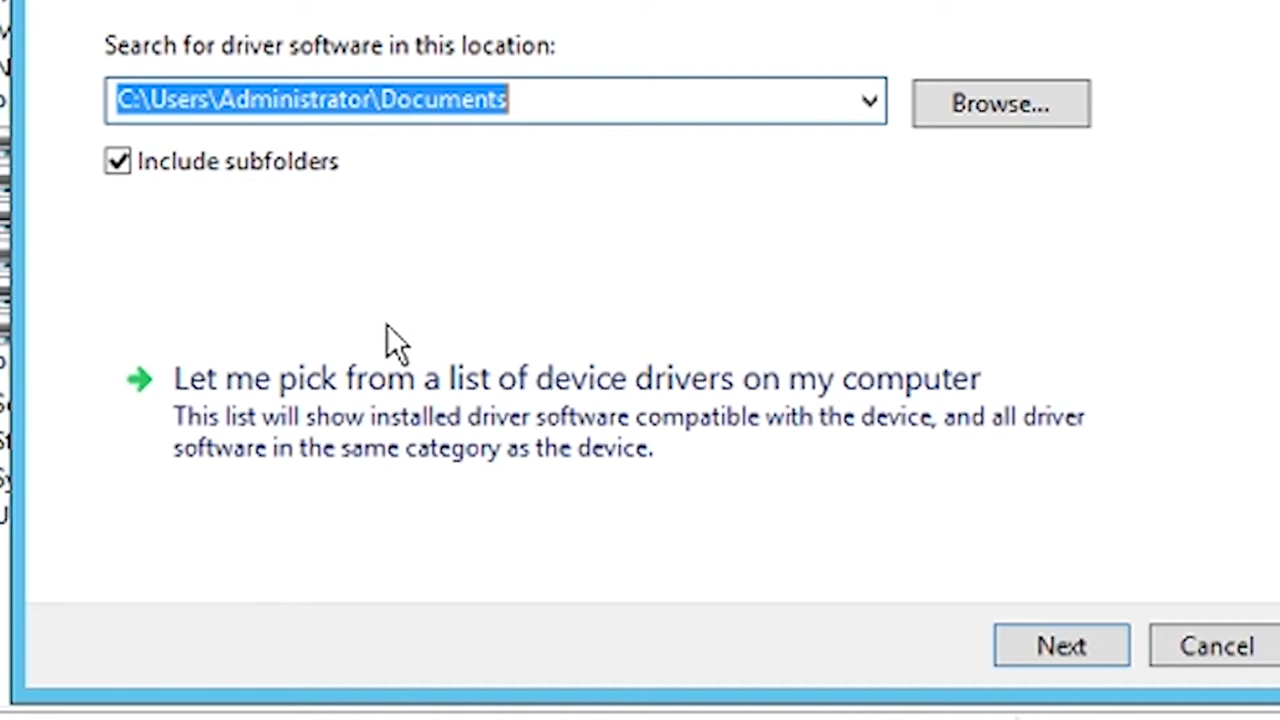 Search for driver software in this location:
C:\Users\Administrator\Documents
Browse...
Include subfolders
Let me pick from a list of device drivers on my computer
This list will show installed driver software compatible with the device, and all driver
software in the same category as the device.
Next
Cancel